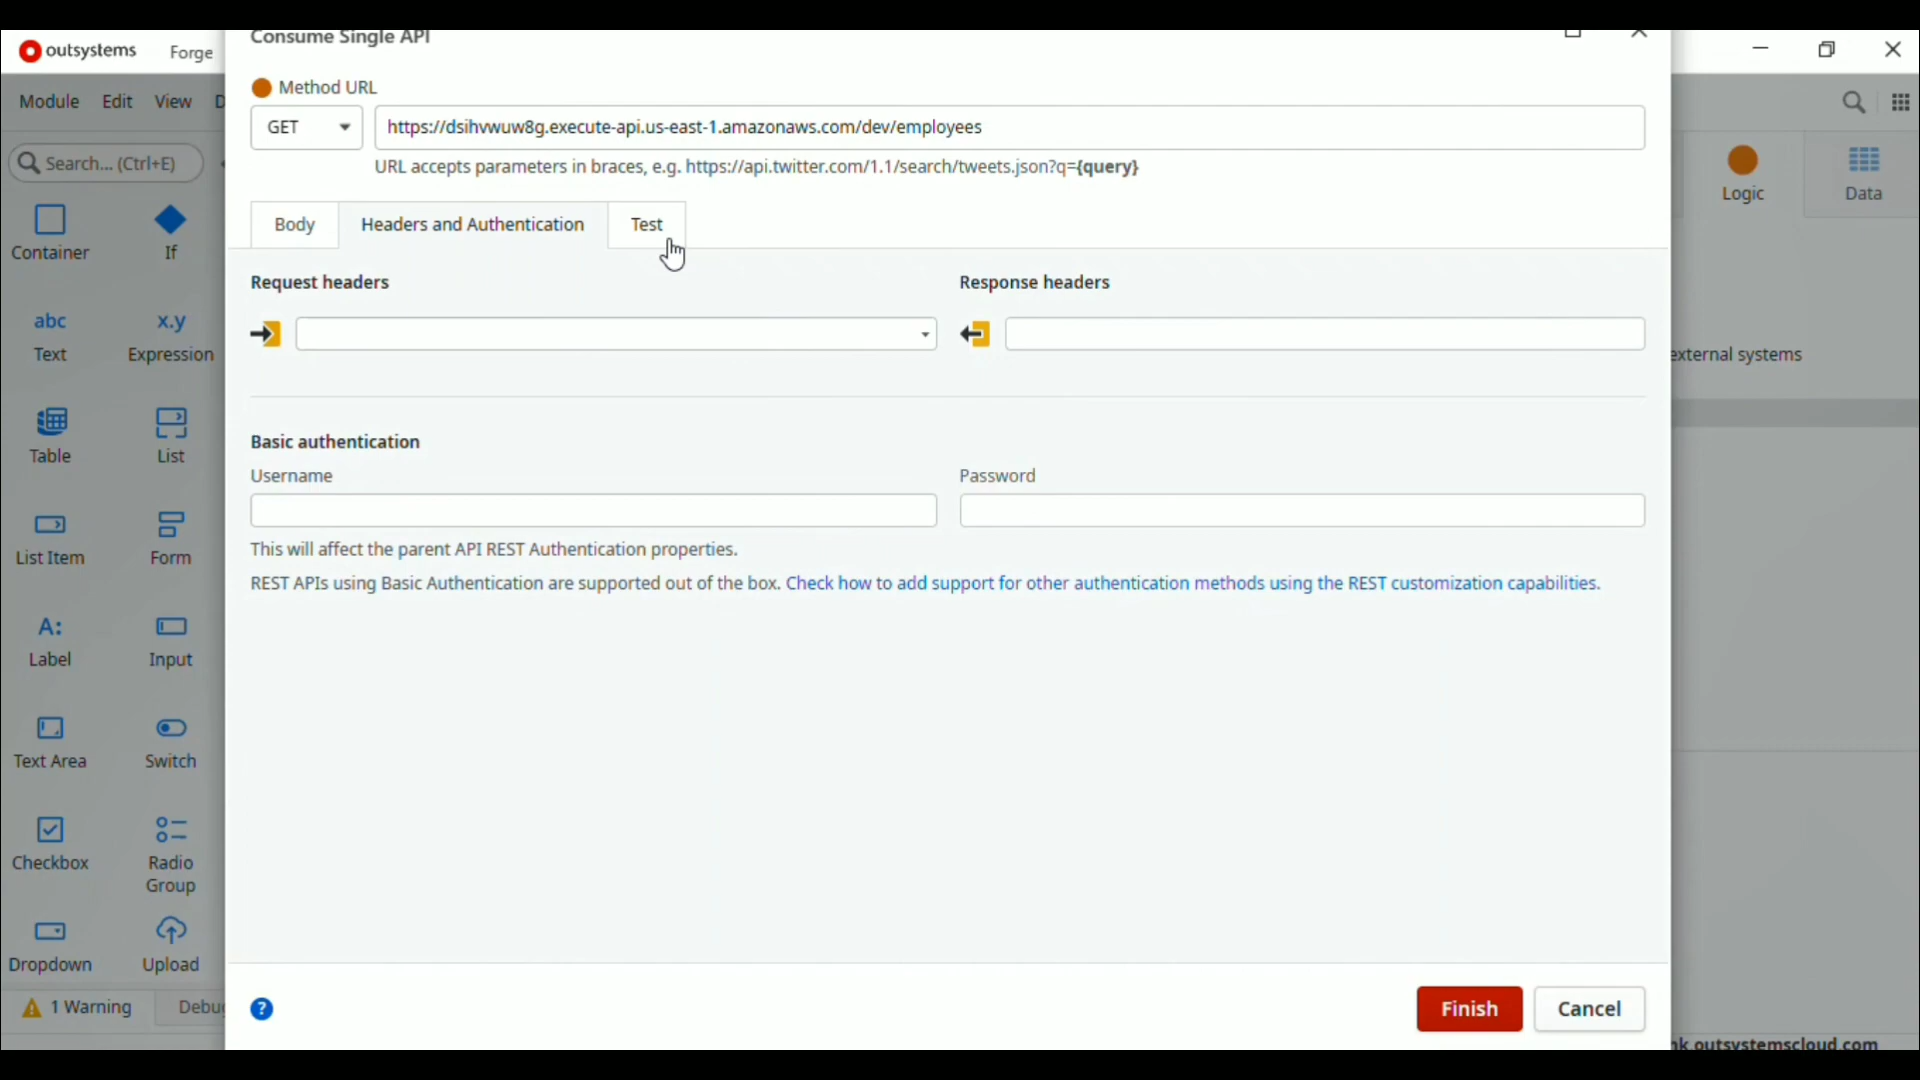 outsystems Forge
Module Edit View D
Search... (Ctrl+E)
Container If
abc x.y
Text Expression
Table List
List Item Form
A:
Label Input
Text Area Switch
Checkbox Radio
Group
Dropdown Upload
1 Warning Debug
Consume Single API
Method URL
GET https://dsihvwuw8g.execute-api.us-east-1.amazonaws.com/dev/employees
URL accepts parameters in braces, e.g. https://api.twitter.com/1.1/search/tweets.json?q={query}
Body Headers and Authentication Test
Request headers Response headers
Basic authentication
Username Password
This will affect the parent API REST Authentication properties.
REST APIs using Basic Authentication are supported out of the box. Check how to add support for other authentication methods using the REST customization capabilities.
? Finish Cancel
Logic Data
external systems
nk.outsystemscloud.com